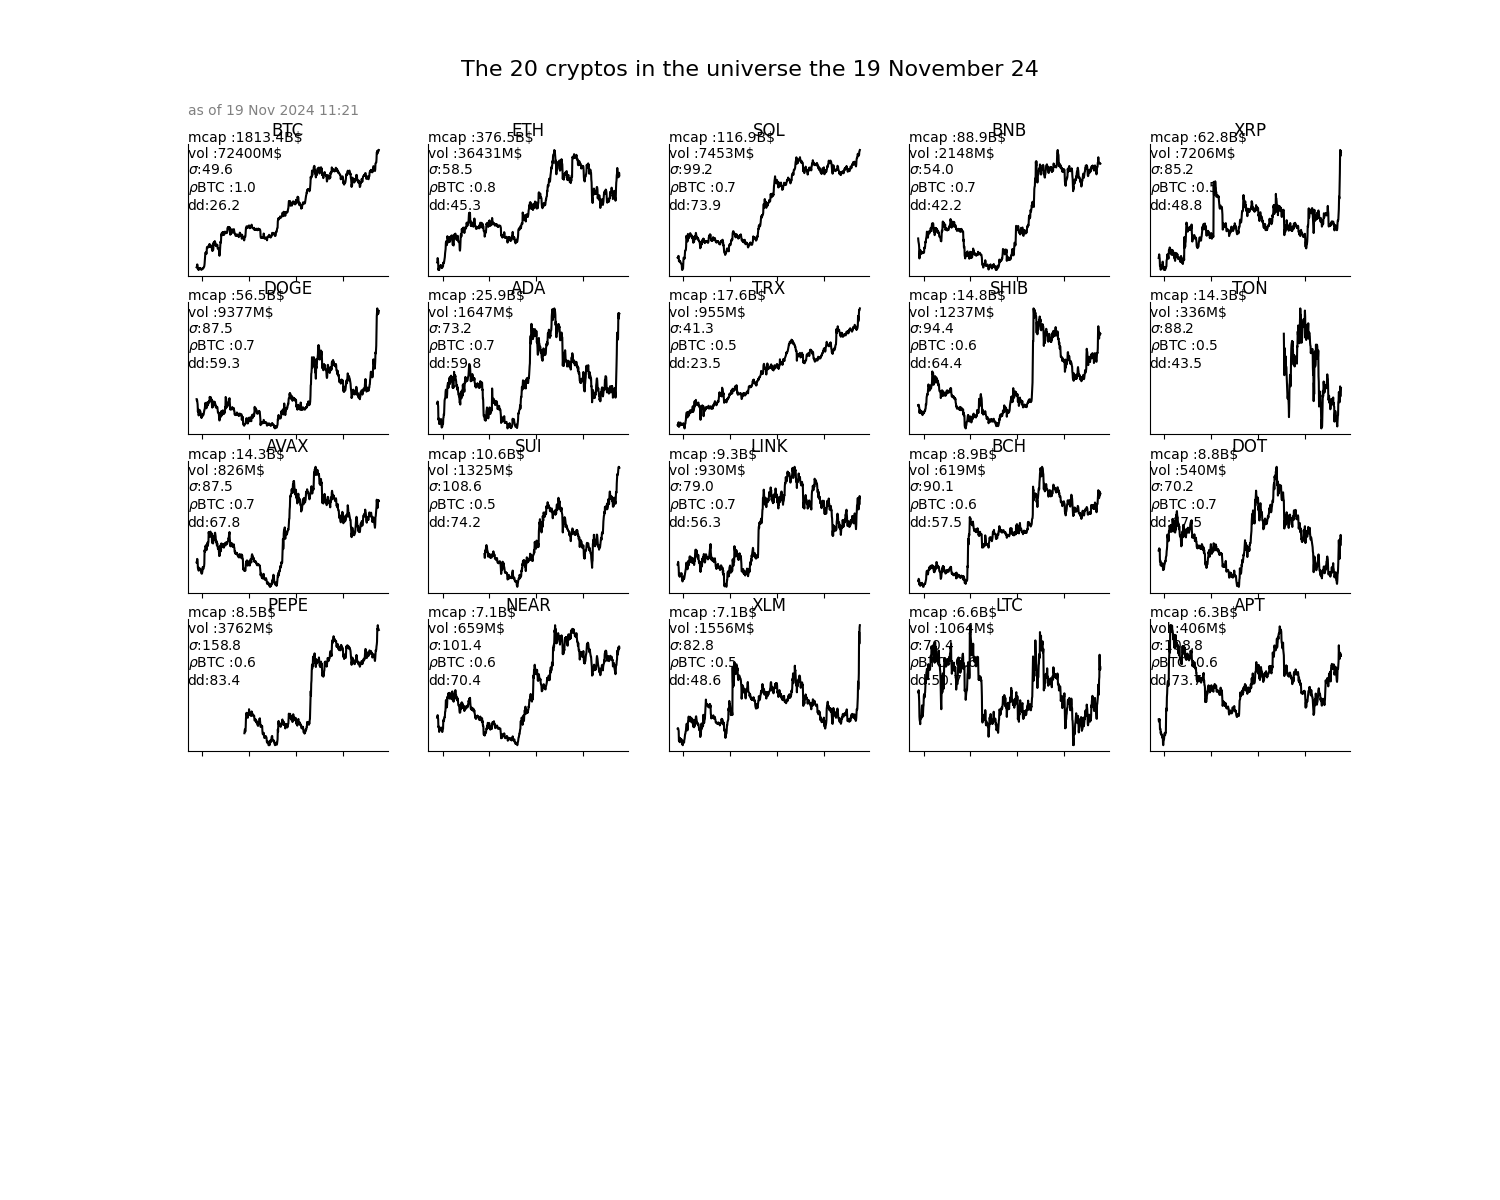 The 20 cryptos in the universe the 19 November 24
as of 19 Nov 2024 11:21
BTC
mcap :1813.4B$
vol :72400M$
σ:49.6
ρBTC :1.0
dd:26.2
ETH
mcap :376.5B$
vol :36431M$
σ:58.5
ρBTC :0.8
dd:45.3
SOL
mcap :116.9B$
vol :7453M$
σ:99.2
ρBTC :0.7
dd:73.9
BNB
mcap :88.9B$
vol :2148M$
σ:54.0
ρBTC :0.7
dd:42.2
XRP
mcap :62.8B$
vol :7206M$
σ:85.2
ρBTC :0.5
dd:48.8
DOGE
mcap :56.5B$
vol :9377M$
σ:87.5
ρBTC :0.7
dd:59.3
ADA
mcap :25.9B$
vol :1647M$
σ:73.2
ρBTC :0.7
dd:59.8
TRX
mcap :17.6B$
vol :955M$
σ:41.3
ρBTC :0.5
dd:23.5
SHIB
mcap :14.8B$
vol :1237M$
σ:94.4
ρBTC :0.6
dd:64.4
TON
mcap :14.3B$
vol :336M$
σ:88.2
ρBTC :0.5
dd:43.5
AVAX
mcap :14.3B$
vol :826M$
σ:87.5
ρBTC :0.7
dd:67.8
SUI
mcap :10.6B$
vol :1325M$
σ:108.6
ρBTC :0.5
dd:74.2
LINK
mcap :9.3B$
vol :930M$
σ:79.0
ρBTC :0.7
dd:56.3
BCH
mcap :8.9B$
vol :619M$
σ:90.1
ρBTC :0.6
dd:57.5
DOT
mcap :8.8B$
vol :540M$
σ:70.2
ρBTC :0.7
PEPE
mcap :8.5B$
vol :3762M$
σ:158.8
ρBTC :0.6
dd:83.4
NEAR
mcap :7.1B$
vol :659M$
σ:101.4
ρBTC :0.6
dd:70.4
XLM
mcap :7.1B$
vol :1556M$
σ:82.8
ρBTC :0.5
dd:48.6
LTC
mcap :6.6B$
vol :1064M$
APT
mcap :6.3B$
vol :406M$
ρBTC :0.6